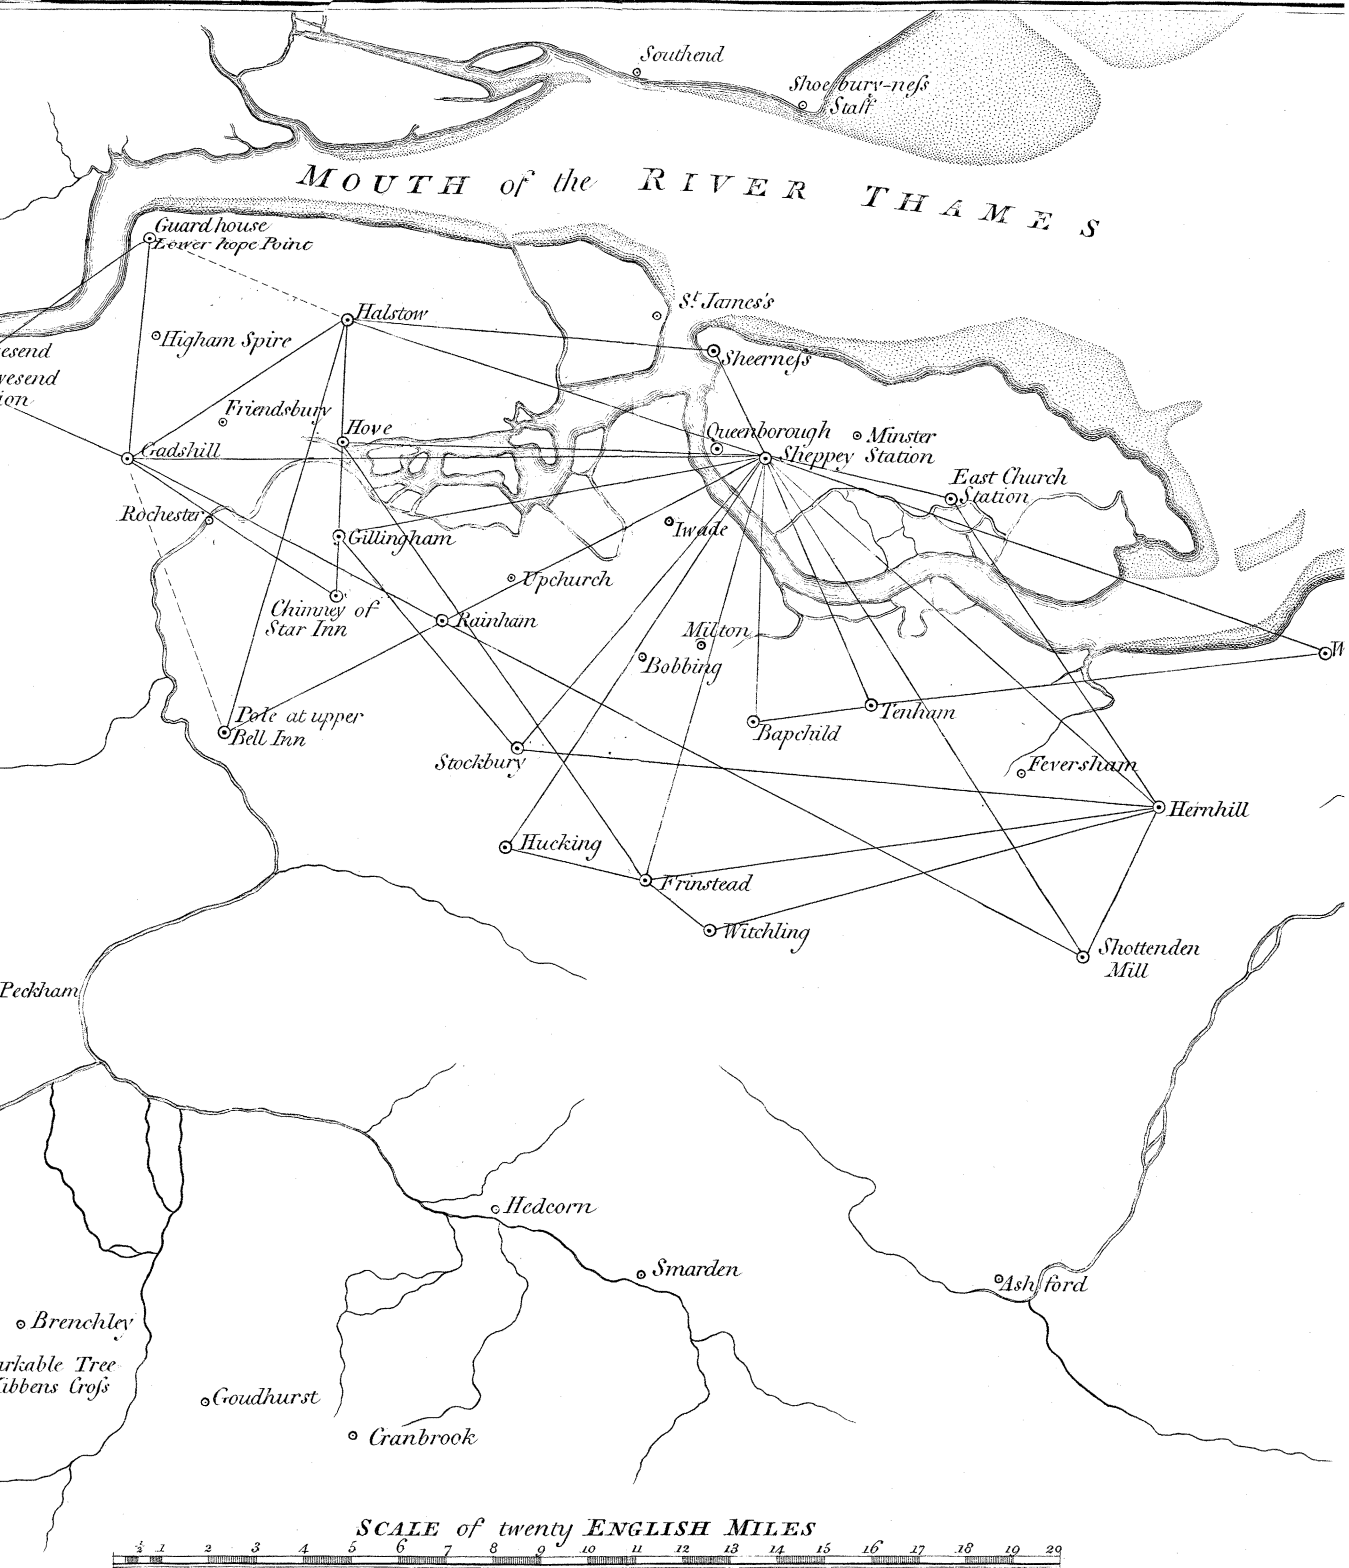 Southend
Shoebury-neſs
Staff
MOUTH of the RIVER THAMES
Guard house
Lower hope Point
St. James's
Halstow
Higham Spire
esend
Sheerneſs
vesend
ion
Friendsbury
Hove
Queenborough
Minster
Gadshill
Sheppey Station
East Church
Station
Rochester
Iwade
Gillingham
Upchurch
Chimney of
Star Inn
Rainham
Milton
Bobbing
W
Pole at upper
Bell Inn
Tenham
Bapchild
Stockbury
Feversham
Hernhill
Hucking
Frinstead
Witchling
Shottenden
Mill
Peckham
Hedcorn
Smarden
Ashford
Brenchley
arkable Tree
ibbens Croſs
Goudhurst
Cranbrook
SCALE of twenty ENGLISH MILES
½ 1 2 3 4 5 6 7 8 9 10 11 12 13 14 15 16 17 18 19 20